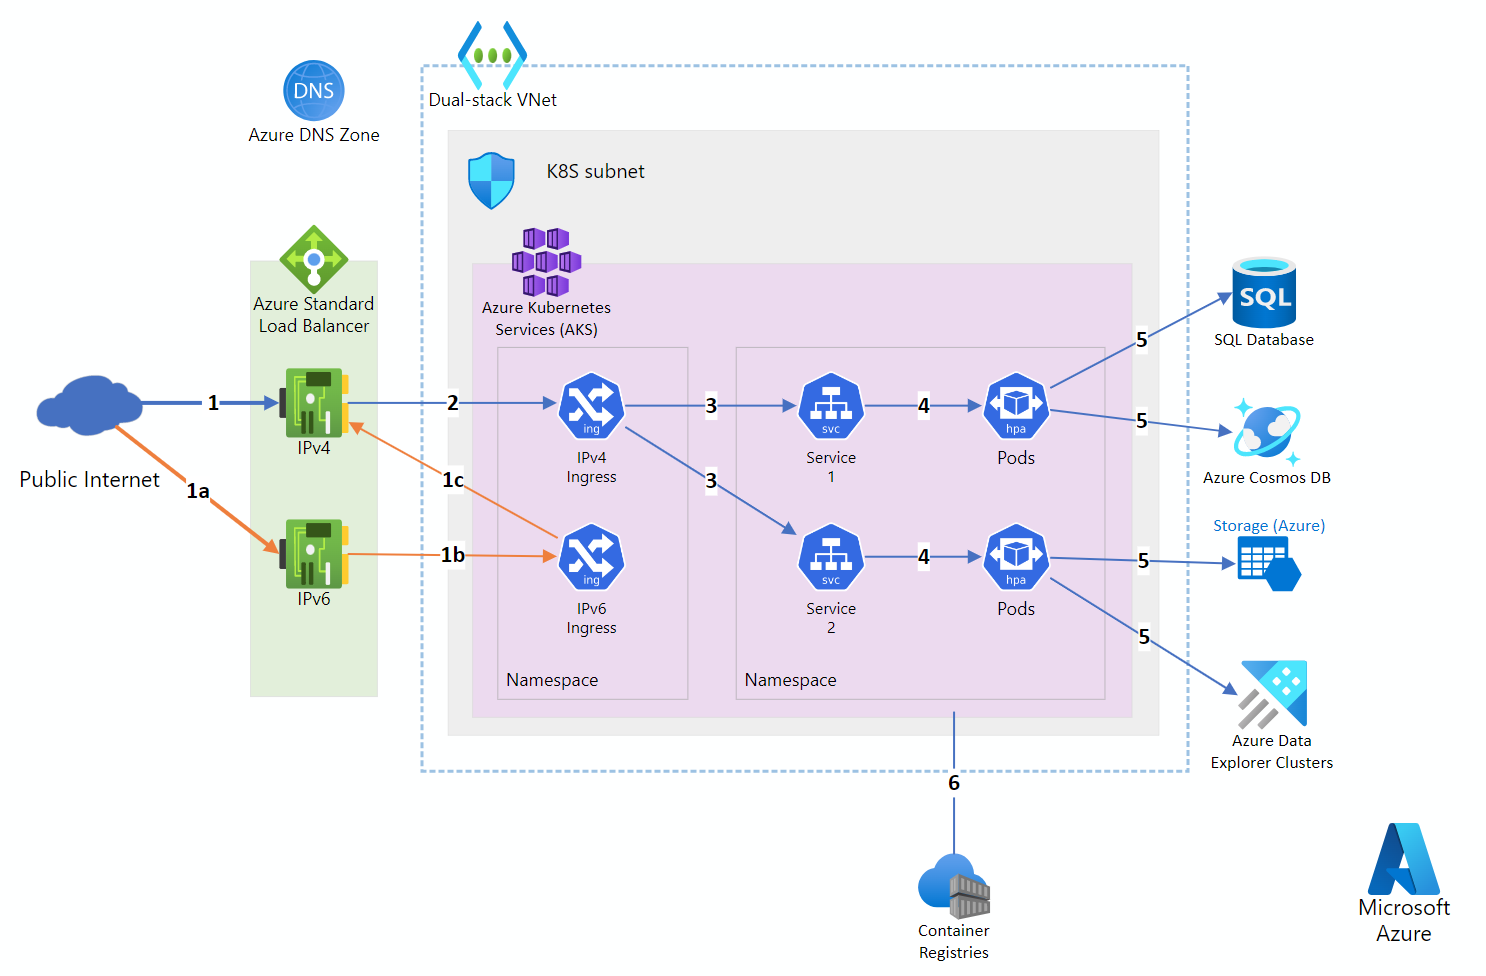 DNS
Azure DNS Zone
Dual-stack VNet
K8S subnet
Azure Standard
Load Balancer
Azure Kubernetes
Services (AKS)
SQL
SQL Database
Public Internet
1
1a
1b
1c
2
3
3
4
4
5
5
5
5
6
IPv4
IPv6
ing
IPv4
Ingress
ing
IPv6
Ingress
Namespace
svc
Service
1
svc
Service
2
hpa
Pods
hpa
Pods
Namespace
Azure Cosmos DB
Storage (Azure)
Azure Data
Explorer Clusters
Container
Registries
Microsoft
Azure